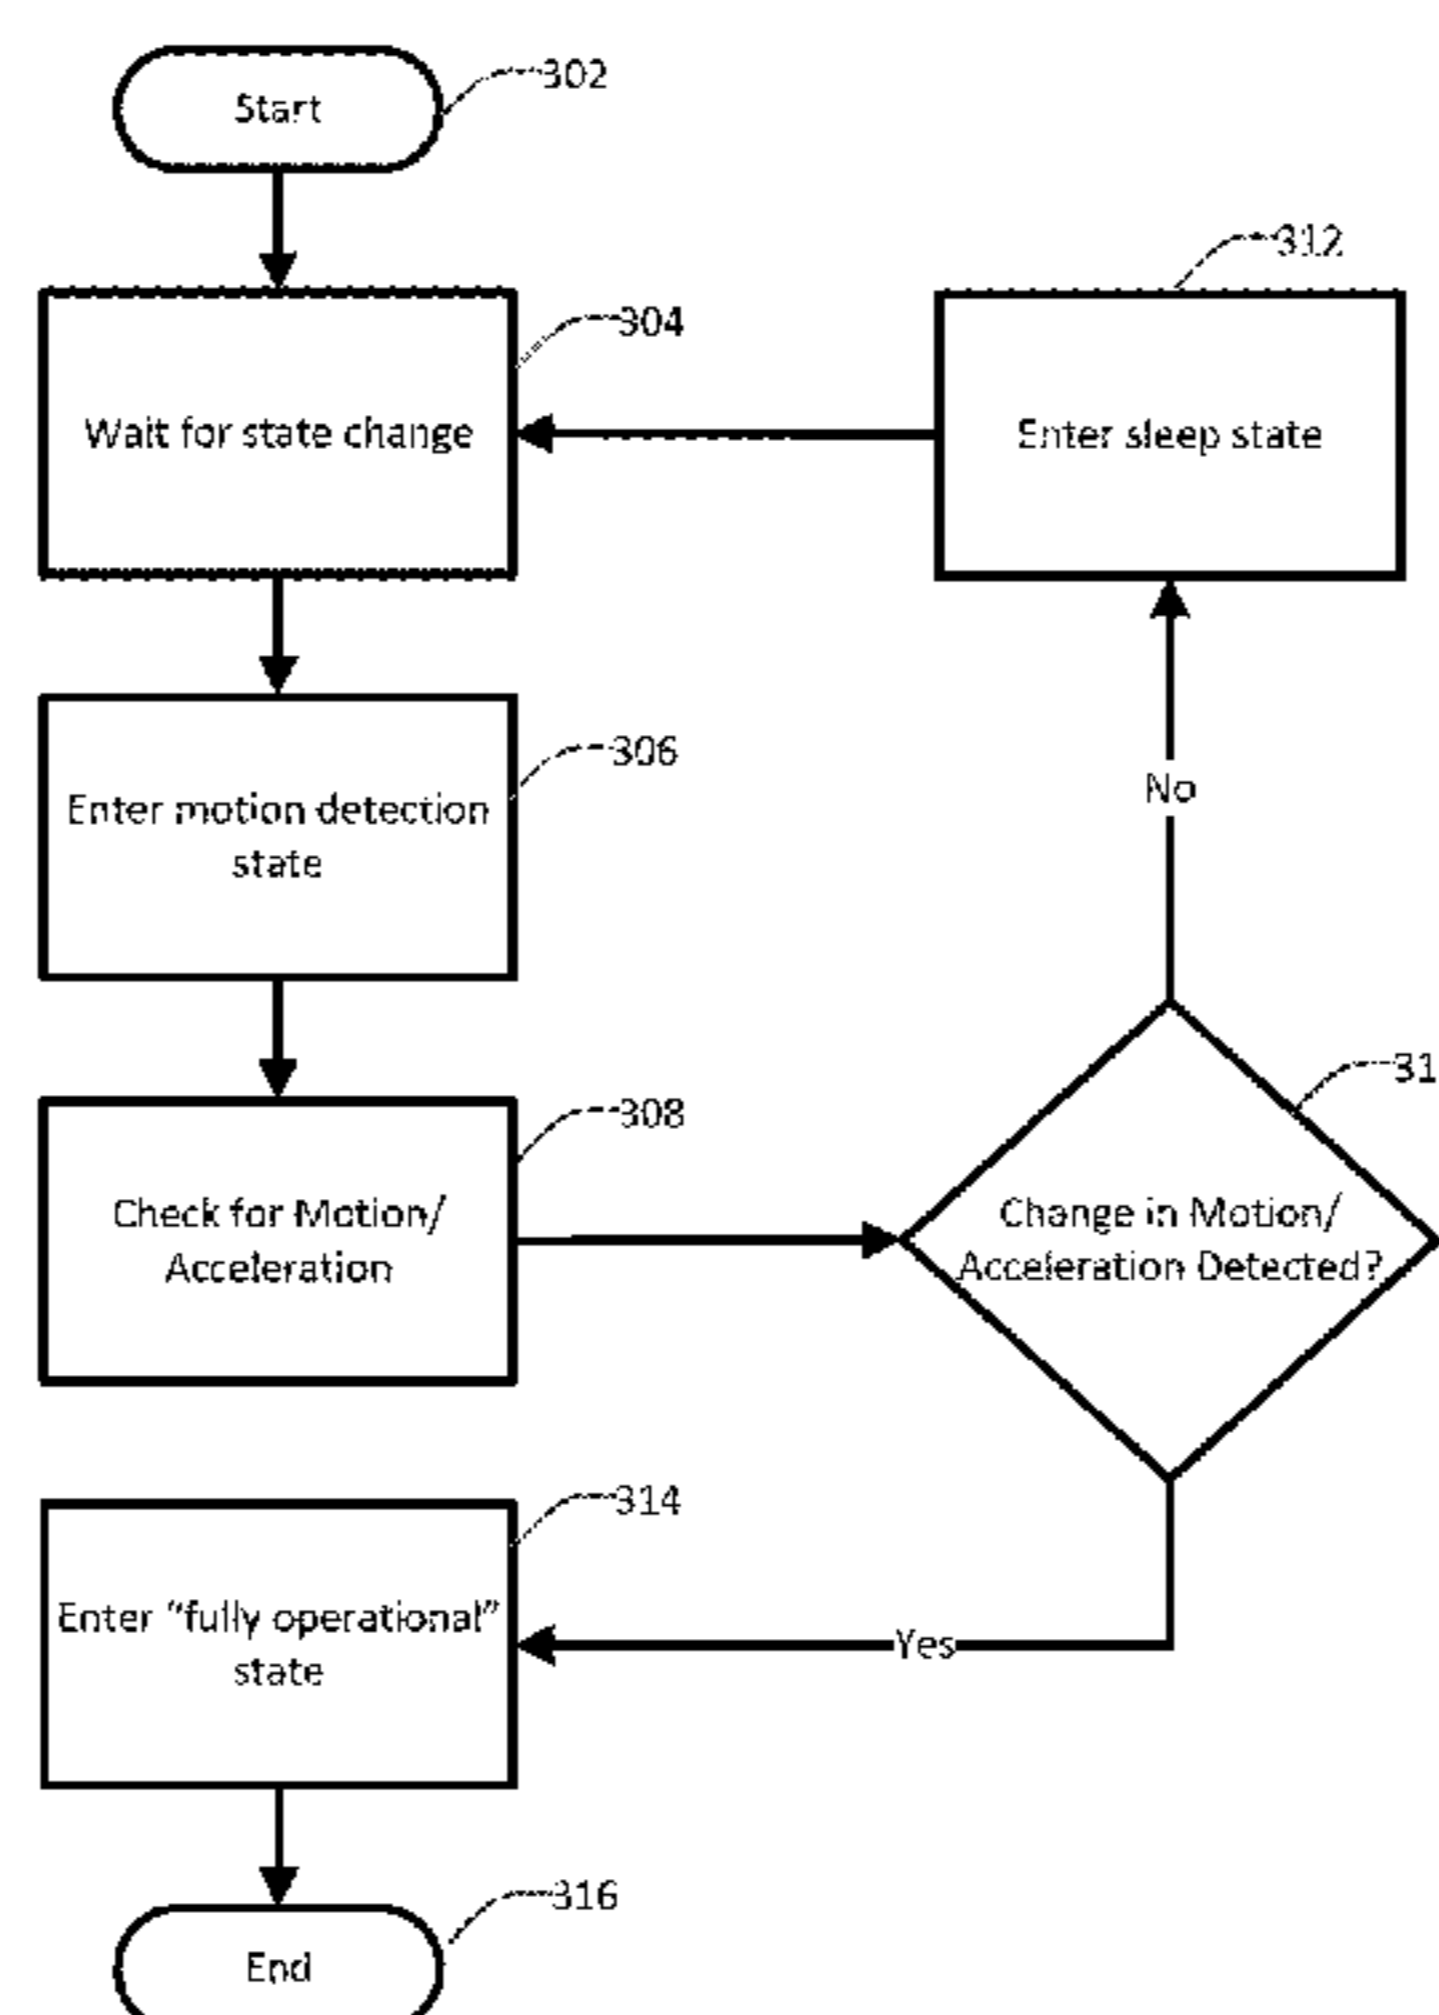 Start
302
Wait for state change
304
Enter sleep state
312
Enter motion detection
state
306
No
Check for Motion/
Acceleration
308
Change in Motion/
Acceleration Detected?
31
Enter “fully operational”
state
314
Yes
End
316